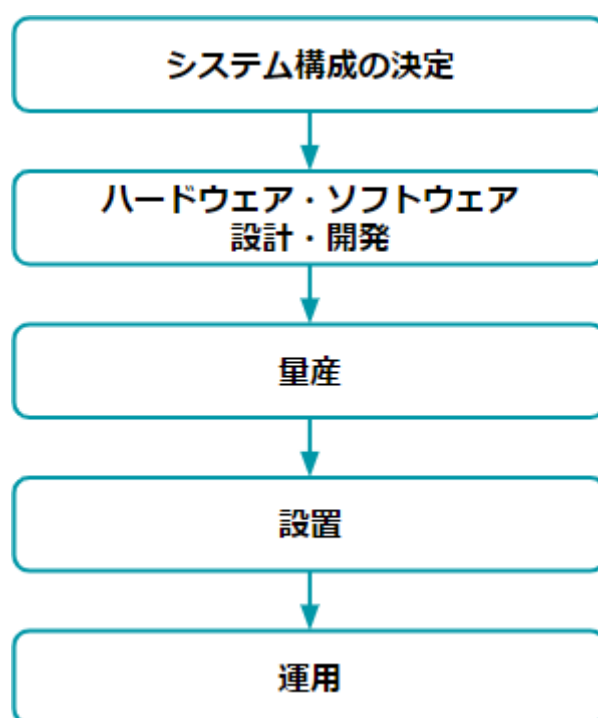 システム構成の決定
ハードウェア・ソフトウェア
設計・開発
量産
設置
運用